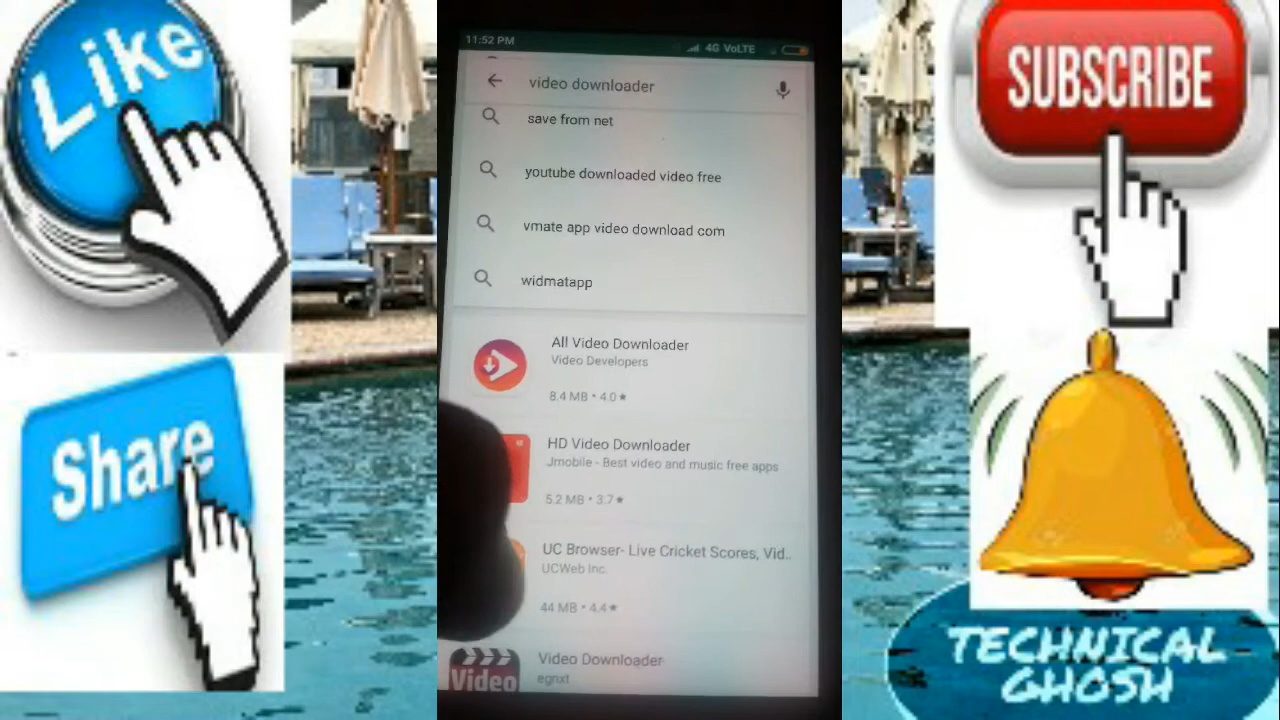 Like
Share
11:52 PM
4G VoLTE
video downloader
save from net
youtube downloaded video free
vmate app video download com
widmatapp
All Video Downloader
Video Developers
8.4 MB • 4.0★
HD Video Downloader
Jmobile - Best video and music free apps
5.2 MB • 3.7★
UC Browser- Live Cricket Scores, Vid..
UCWeb Inc.
44 MB • 4.4★
Video Downloader
egnxt
Video
SUBSCRIBE
TECHNICAL
GHOSH